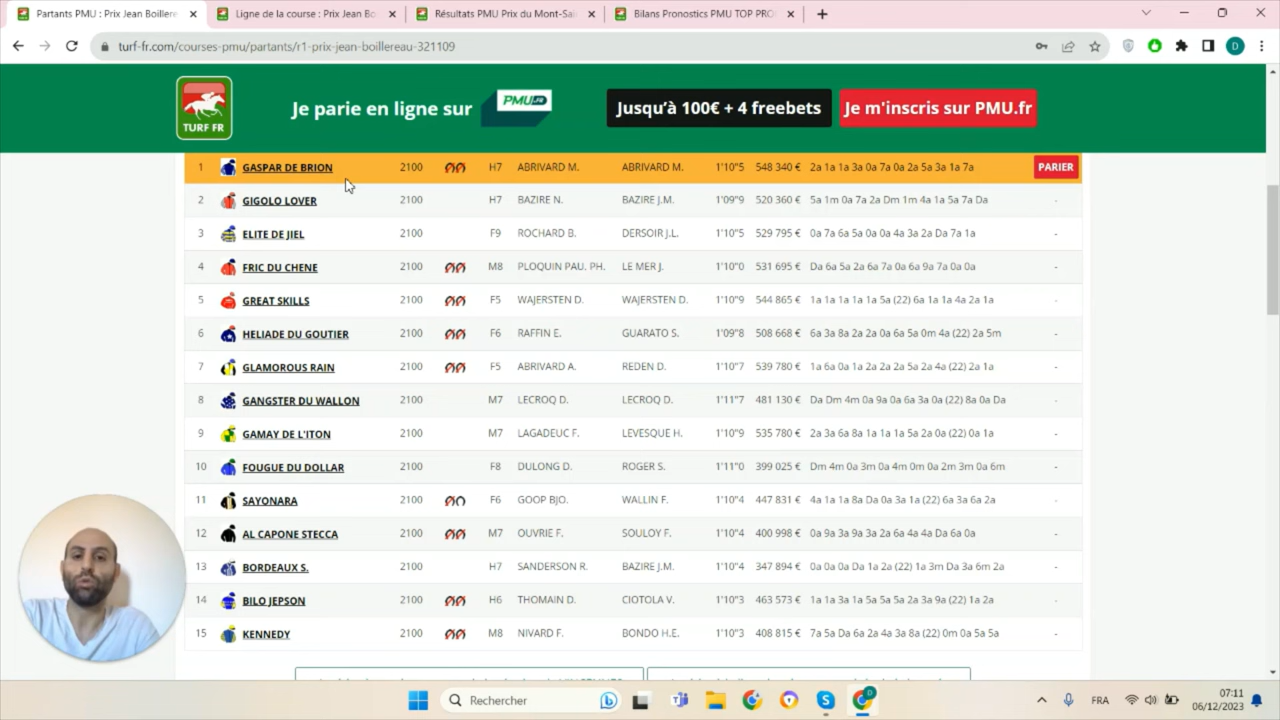 Partants PMU : Prix Jean Boillere
Ligne de la course : Prix Jean Bo
Résultats PMU Prix du Mont-Sai
Bilans Pronostics PMU TOP PRO
turf-fr.com/courses-pmu/partants/r1-prix-jean-boillereau-321109
D
TURF FR
Je parie en ligne sur
PMU.FR
Jusqu'à 100€ + 4 freebets
Je m'inscris sur PMU.fr
1 GASPAR DE BRION 2100 H7 ABRIVARD M. ABRIVARD M. 1'10"5 548 340 € 2a 1a 1a 3a 0a 7a 0a 2a 5a 3a 1a 7a PARIER
2 GIGOLO LOVER 2100 H7 BAZIRE N. BAZIRE J.M. 1'09"9 520 360 € 5a 1m 0a 7a 2a Dm 1m 4a 1a 5a 7a Da -
3 ELITE DE JIEL 2100 F9 ROCHARD B. DERSOIR J.L. 1'10"5 529 795 € 0a 7a 6a 5a 0a 0a 4a 3a 2a Da 7a 1a -
4 FRIC DU CHENE 2100 M8 PLOQUIN PAU. PH. LE MER J. 1'10"0 531 695 € Da 6a 5a 2a 6a 7a 0a 6a 9a 7a 0a 0a -
5 GREAT SKILLS 2100 F5 WAJERSTEN D. WAJERSTEN D. 1'10"9 544 865 € 1a 1a 1a 1a 1a 5a (22) 6a 1a 1a 4a 2a 1a -
6 HELIADE DU GOUTIER 2100 F6 RAFFIN E. GUARATO S. 1'09"8 508 668 € 6a 3a 8a 2a 2a 0a 6a 5a 0m 4a (22) 2a 5m -
7 GLAMOROUS RAIN 2100 F5 ABRIVARD A. REDEN D. 1'10"7 539 780 € 1a 6a 0a 1a 2a 2a 2a 5a 2a 4a (22) 2a 1a -
8 GANGSTER DU WALLON 2100 M7 LECROQ D. LECROQ D. 1'11"7 481 130 € Da Dm 4m 0a 9a 0a 6a 3a 0a (22) 8a 0a Da -
9 GAMAY DE L'ITON 2100 M7 LAGADEUC F. LEVESQUE H. 1'10"9 535 780 € 2a 3a 6a 8a 1a 1a 1a 5a 2a 0a (22) 0a 1a -
10 FOUGUE DU DOLLAR 2100 F8 DULONG D. ROGER S. 1'11"0 399 025 € Dm 4m 0a 3m 0a 4m 0m 0a 2m 3m 0a 6m -
11 SAYONARA 2100 F6 GOOP BJO. WALLIN F. 1'10"4 447 831 € 4a 1a 1a 8a Da 0a 3a 1a (22) 6a 3a 6a 2a -
12 AL CAPONE STECCA 2100 M7 OUVRIE F. SOULOY F. 1'10"4 400 998 € 0a 9a 3a 9a 3a 2a 6a 4a 4a Da 6a 0a -
13 BORDEAUX S. 2100 H7 SANDERSON R. BAZIRE J.M. 1'10"4 347 894 € 0a 0a 0a Da 1a 2a (22) 1a 3m Da 3a 6m 2a -
14 BILO JEPSON 2100 H6 THOMAIN D. CIOTOLA V. 1'10"3 463 573 € 1a 1a 3a 1a 5a 5a 5a 2a 3a 9a (22) 1a 2a -
15 KENNEDY 2100 M8 NIVARD F. BONDO H.E. 1'10"3 408 815 € 7a 5a Da 6a 2a 4a 3a 8a (22) 0m 0a 5a 5a -
Rechercher
FRA
07:11
06/12/2023